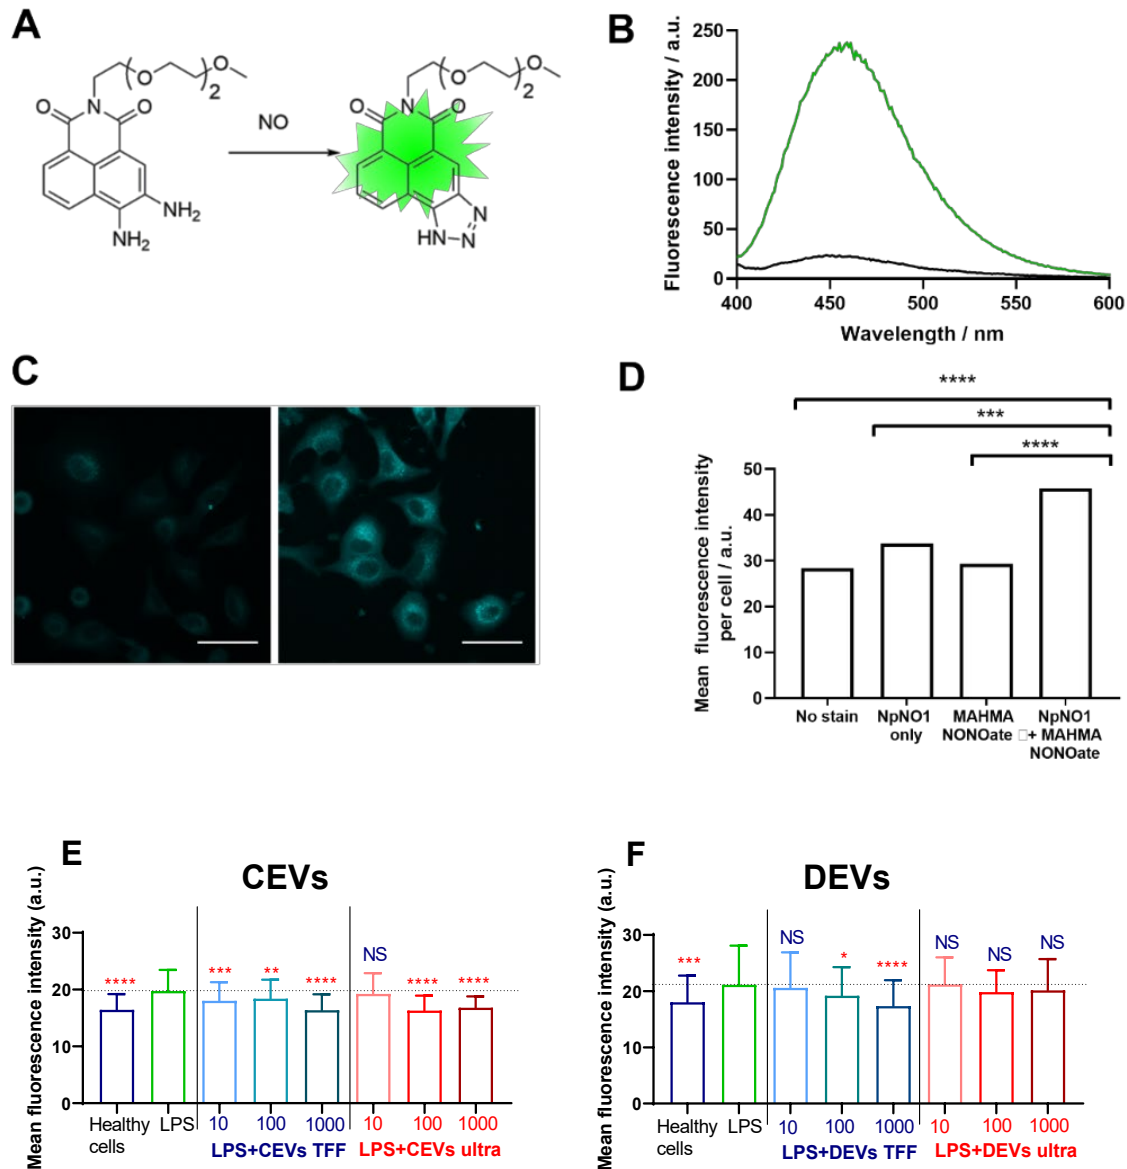 A
O
O
2
O
N
O
NH2
NH2
NO
O
O
2
O
N
O
N
N
HN
B
Fluorescence intensity / a.u.
250
200
150
100
50
0
400 450 500 550 600
Wavelength / nm
C
D
****
***
****
Mean fluorescence intensity
per cell / a.u.
50
40
30
20
10
0
No stain
NpNO1
only
MAHMA
NONOate
NpNO1
+ MAHMA
NONOate
E
CEVs
Mean fluorescence intensity (a.u.)
30
20
10
0
**** *** ** **** NS **** ****
Healthy
cells
LPS
10 100 1000
LPS+CEVs TFF
10 100 1000
LPS+CEVs ultra
F
DEVs
Mean fluorescence intensity (a.u.)
30
20
10
0
*** NS * **** NS NS NS
Healthy
cells
LPS
10 100 1000
LPS+DEVs TFF
10 100 1000
LPS+DEVs ultra